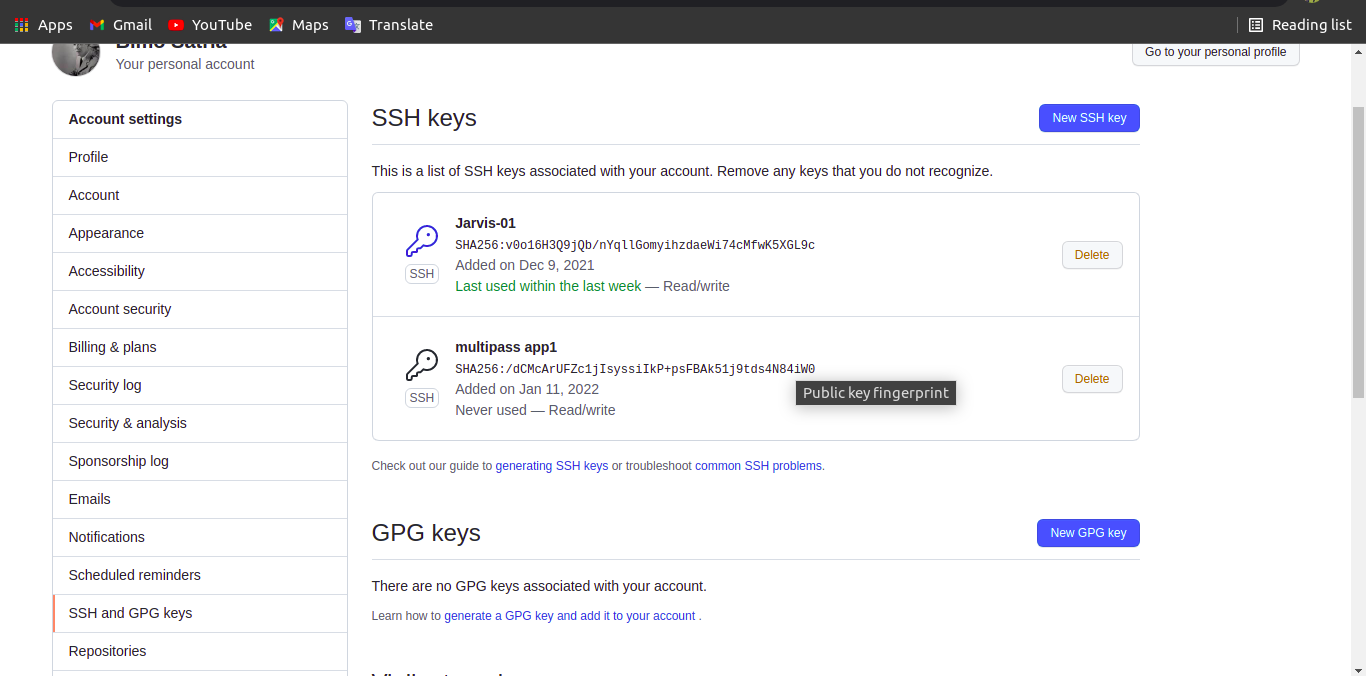 Apps Gmail YouTube Maps Translate Reading list
Bimo Satria
Your personal account
Go to your personal profile
Account settings
Profile
Account
Appearance
Accessibility
Account security
Billing & plans
Security log
Security & analysis
Sponsorship log
Emails
Notifications
Scheduled reminders
SSH and GPG keys
Repositories
SSH keys
New SSH key
This is a list of SSH keys associated with your account. Remove any keys that you do not recognize.
Jarvis-01
SHA256:v0o16H3Q9jQb/nYqllGomyihzdaeWi74cMfwK5XGL9c
Added on Dec 9, 2021
Last used within the last week — Read/write
SSH
Delete
multipass app1
SHA256:/dCMcArUFZc1jIsyssiIkP+psFBAk51j9tds4N84iW0
Added on Jan 11, 2022
Never used — Read/write
SSH
Delete
Public key fingerprint
Check out our guide to generating SSH keys or troubleshoot common SSH problems.
GPG keys
New GPG key
There are no GPG keys associated with your account.
Learn how to generate a GPG key and add it to your account .